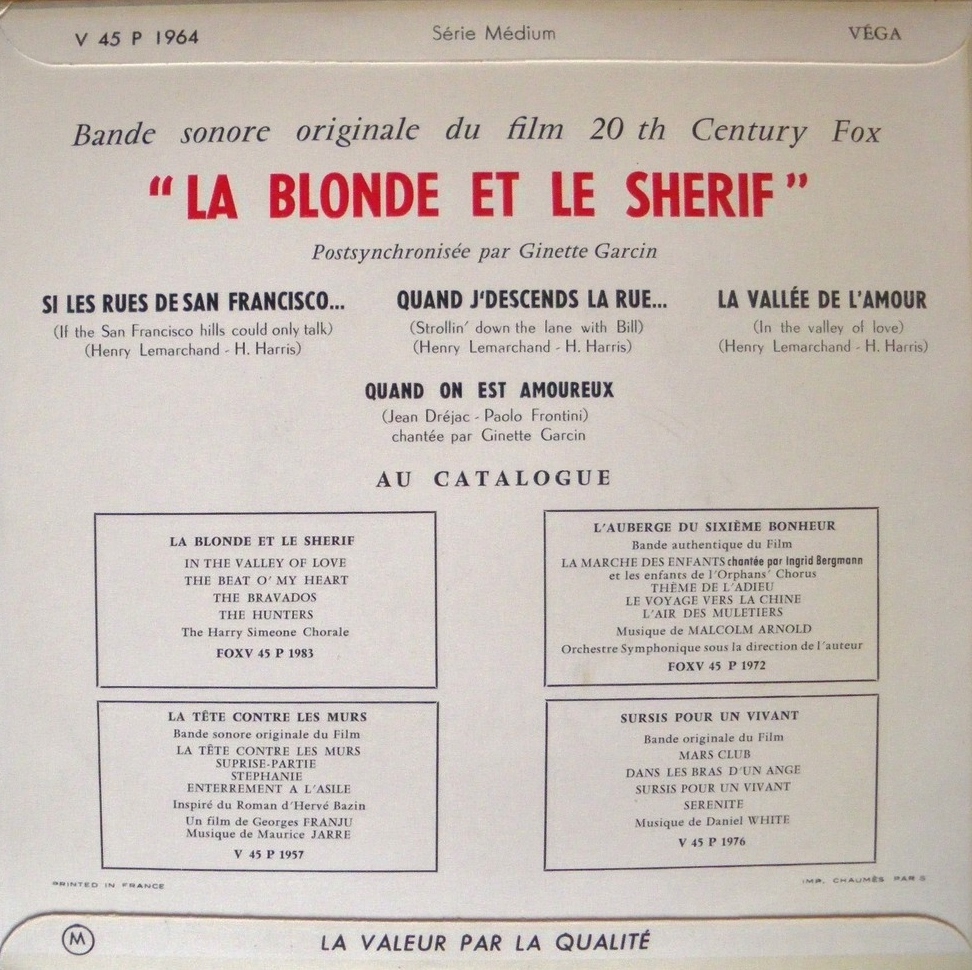 V 45 P 1964 Série Médium VÉGA
Bande sonore originale du film 20 th Century Fox
"LA BLONDE ET LE SHERIF"
Postsynchronisée par Ginette Garcin
SI LES RUES DE SAN FRANCISCO...
(If the San Francisco hills could only talk)
(Henry Lemarchand - H. Harris)
QUAND J'DESCENDS LA RUE...
(Strollin' down the lane with Bill)
(Henry Lemarchand - H. Harris)
LA VALLÉE DE L'AMOUR
(In the valley of love)
(Henry Lemarchand - H. Harris)
QUAND ON EST AMOUREUX
(Jean Dréjac - Paolo Frontini)
chantée par Ginette Garcin
AU CATALOGUE
LA BLONDE ET LE SHERIF
IN THE VALLEY OF LOVE
THE BEAT O' MY HEART
THE BRAVADOS
THE HUNTERS
The Harry Simeone Chorale
FOXV 45 P 1983
L'AUBERGE DU SIXIÈME BONHEUR
Bande authentique du Film
LA MARCHE DES ENFANTS chantée par Ingrid Bergmann
et les enfants de l'Orphans' Chorus
THÈME DE L'ADIEU
LE VOYAGE VERS LA CHINE
L'AIR DES MULETIERS
Musique de MALCOLM ARNOLD
Orchestre Symphonique sous la direction de l'auteur
FOXV 45 P 1972
LA TÊTE CONTRE LES MURS
Bande sonore originale du Film
LA TÊTE CONTRE LES MURS
SUPRISE-PARTIE
STEPHANIE
ENTERREMENT A L'ASILE
Inspiré du Roman d'Hervé Bazin
Un film de Georges FRANJU
Musique de Maurice JARRE
V 45 P 1957
SURSIS POUR UN VIVANT
Bande originale du Film
MARS CLUB
DANS LES BRAS D'UN ANGE
SURSIS POUR UN VIVANT
SERENITE
Musique de Daniel WHITE
V 45 P 1976
PRINTED IN FRANCE
IMP. CHAUMÈS PARIS
M LA VALEUR PAR LA QUALITÉ